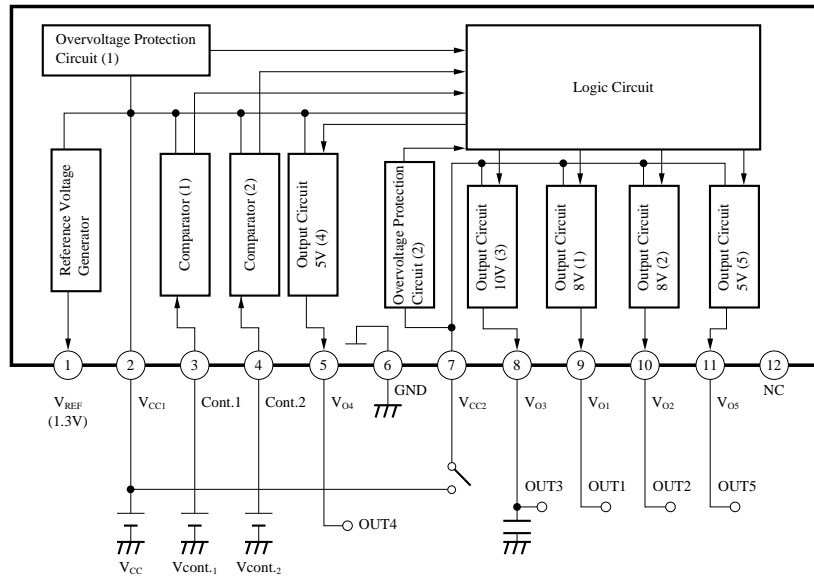 Overvoltage Protection
Circuit (1)
Logic Circuit
Reference Voltage
Generator
Comparator (1)
Comparator (2)
Output Circuit
5V (4)
Overvoltage Protection
Circuit (2)
Output Circuit
10V (3)
Output Circuit
8V (1)
Output Circuit
8V (2)
Output Circuit
5V (5)
1 2 3 4 5 6 7 8 9 10 11 12
VREF
(1.3V)
VCC1
Cont.1
Cont.2
VO4
GND
VCC2
VO3
VO1
VO2
VO5
NC
OUT4
OUT3
OUT1
OUT2
OUT5
VCC
Vcont.1
Vcont.2